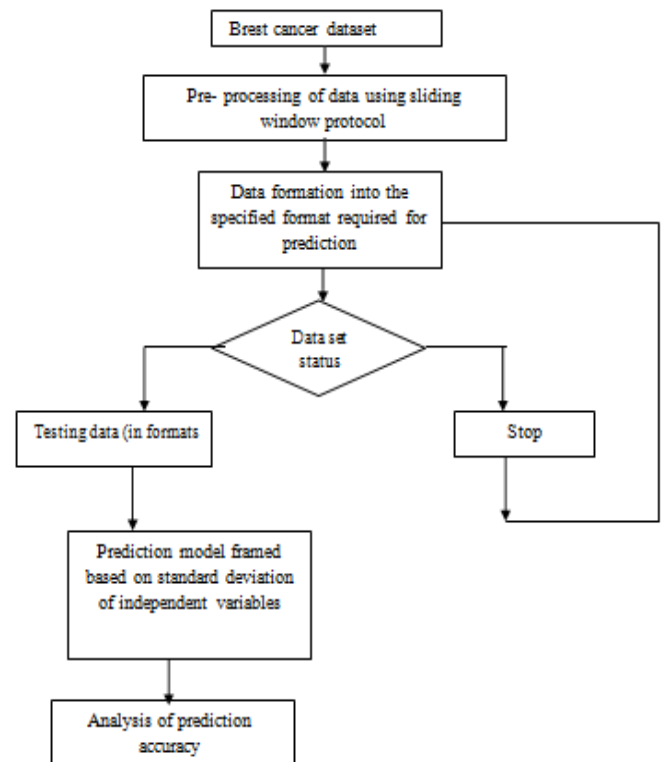 Brest cancer dataset
Pre- processing of data using sliding
window protocol
Data formation into the
specified format required for
prediction
Data set
status
Testing data (in formats
Stop
Prediction model framed
based on standard deviation
of independent variables
Analysis of prediction
accuracy